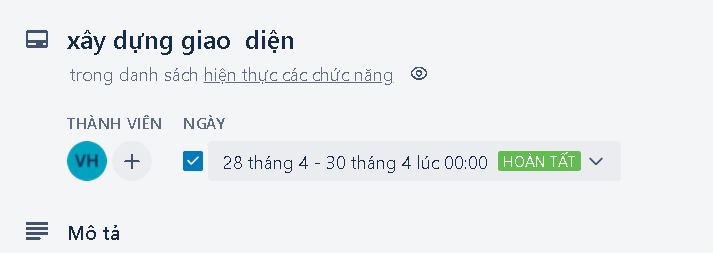 xây dựng giao diện
trong danh sách hiện thực các chức năng
THÀNH VIÊN NGÀY
VH + 28 tháng 4 - 30 tháng 4 lúc 00:00 HOÀN TẤT
Mô tả